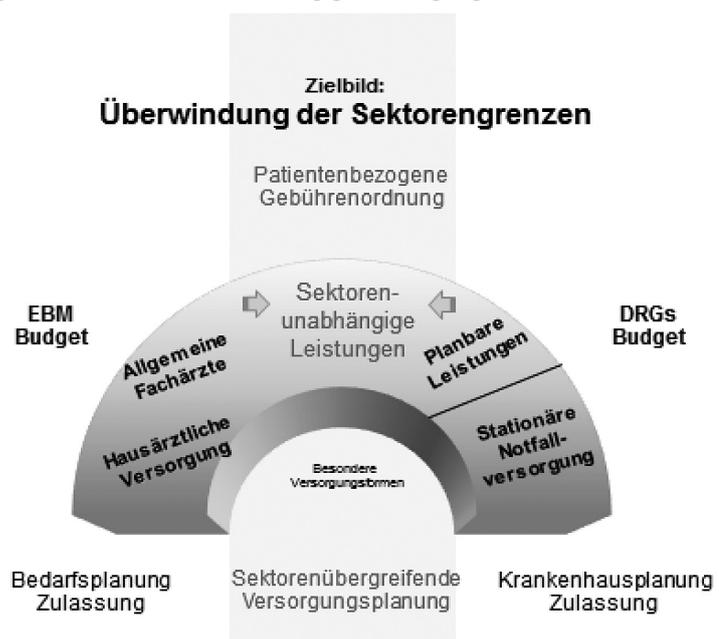 Zielbild:
Überwindung der Sektorengrenzen
Patientenbezogene
Gebührenordnung
EBM
Budget
Sektoren-
unabhängige
Leistungen
DRGs
Budget
Allgemeine
Fachärzte
Planbare
Leistungen
Hausärztliche
Versorgung
Stationäre
Notfall-
versorgung
Besondere
Versorgungsformen
Bedarfsplanung
Zulassung
Sektorenübergreifende
Versorgungsplanung
Krankenhausplanung
Zulassung